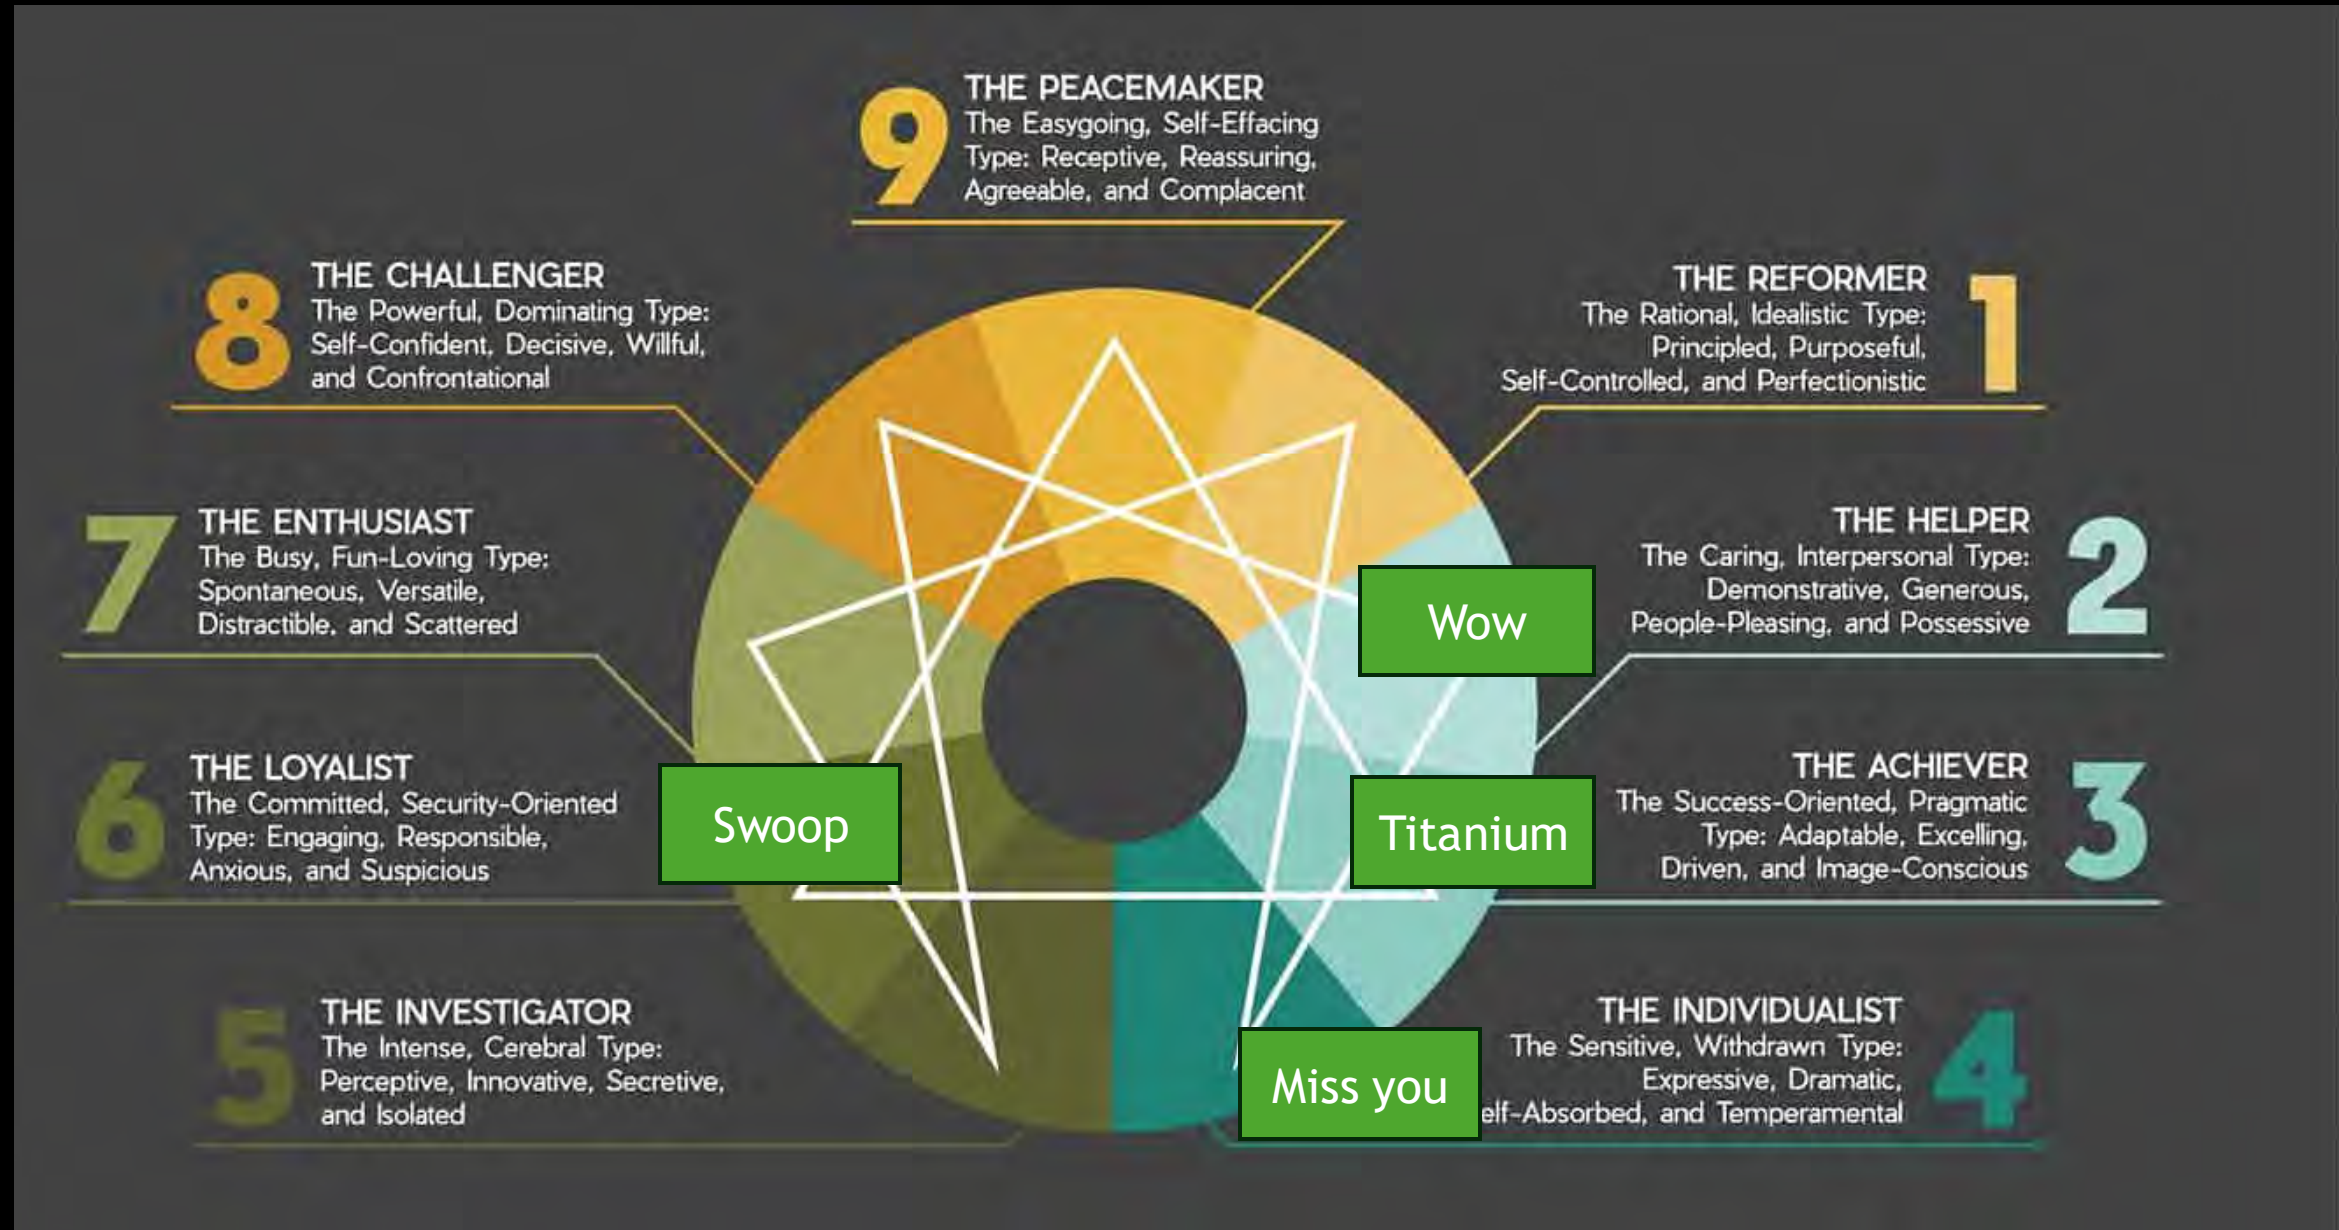 9
THE PEACEMAKER
The Easygoing, Self-Effacing
Type: Receptive, Reassuring,
Agreeable, and Complacent
8
THE CHALLENGER
The Powerful, Dominating Type:
Self-Confident, Decisive, Willful,
and Confrontational
THE REFORMER
The Rational, Idealistic Type:
Principled, Purposeful,
Self-Controlled, and Perfectionistic
1
7
THE ENTHUSIAST
The Busy, Fun-Loving Type:
Spontaneous, Versatile,
Distractible, and Scattered
Wow
THE HELPER
The Caring, Interpersonal Type:
Demonstrative, Generous,
People-Pleasing, and Possessive
2
6
THE LOYALIST
The Committed, Security-Oriented
Type: Engaging, Responsible,
Anxious, and Suspicious
Swoop
Titanium
THE ACHIEVER
The Success-Oriented, Pragmatic
Type: Adaptable, Excelling,
Driven, and Image-Conscious
3
5
THE INVESTIGATOR
The Intense, Cerebral Type:
Perceptive, Innovative, Secretive,
and Isolated
Miss you
THE INDIVIDUALIST
The Sensitive, Withdrawn Type:
Expressive, Dramatic,
elf-Absorbed, and Temperamental
4